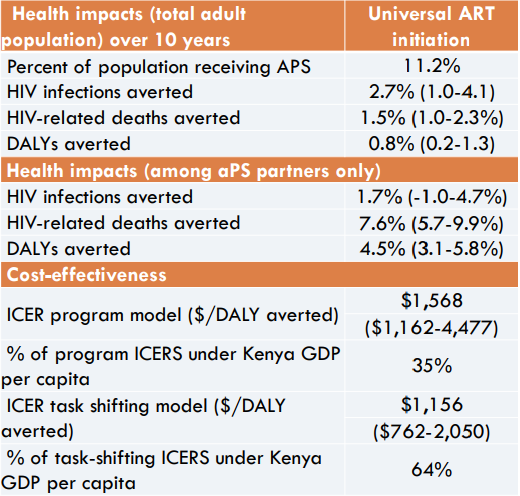 Health impacts (total adult population) over 10 years
Universal ART initiation
Percent of population receiving APS
11.2%
HIV infections averted
2.7% (1.0-4.1)
HIV-related deaths averted
1.5% (1.0-2.3%)
DALYs averted
0.8% (0.2-1.3)
Health impacts (among aPS partners only)
HIV infections averted
1.7% (-1.0-4.7%)
HIV-related deaths averted
7.6% (5.7-9.9%)
DALYs averted
4.5% (3.1-5.8%)
Cost-effectiveness
ICER program model ($/DALY averted)
$1,568
($1,162-4,477)
% of program ICERS under Kenya GDP
per capita
35%
ICER task shifting model ($/DALY
averted)
$1,156
($762-2,050)
% of task-shifting ICERS under Kenya
GDP per capita
64%